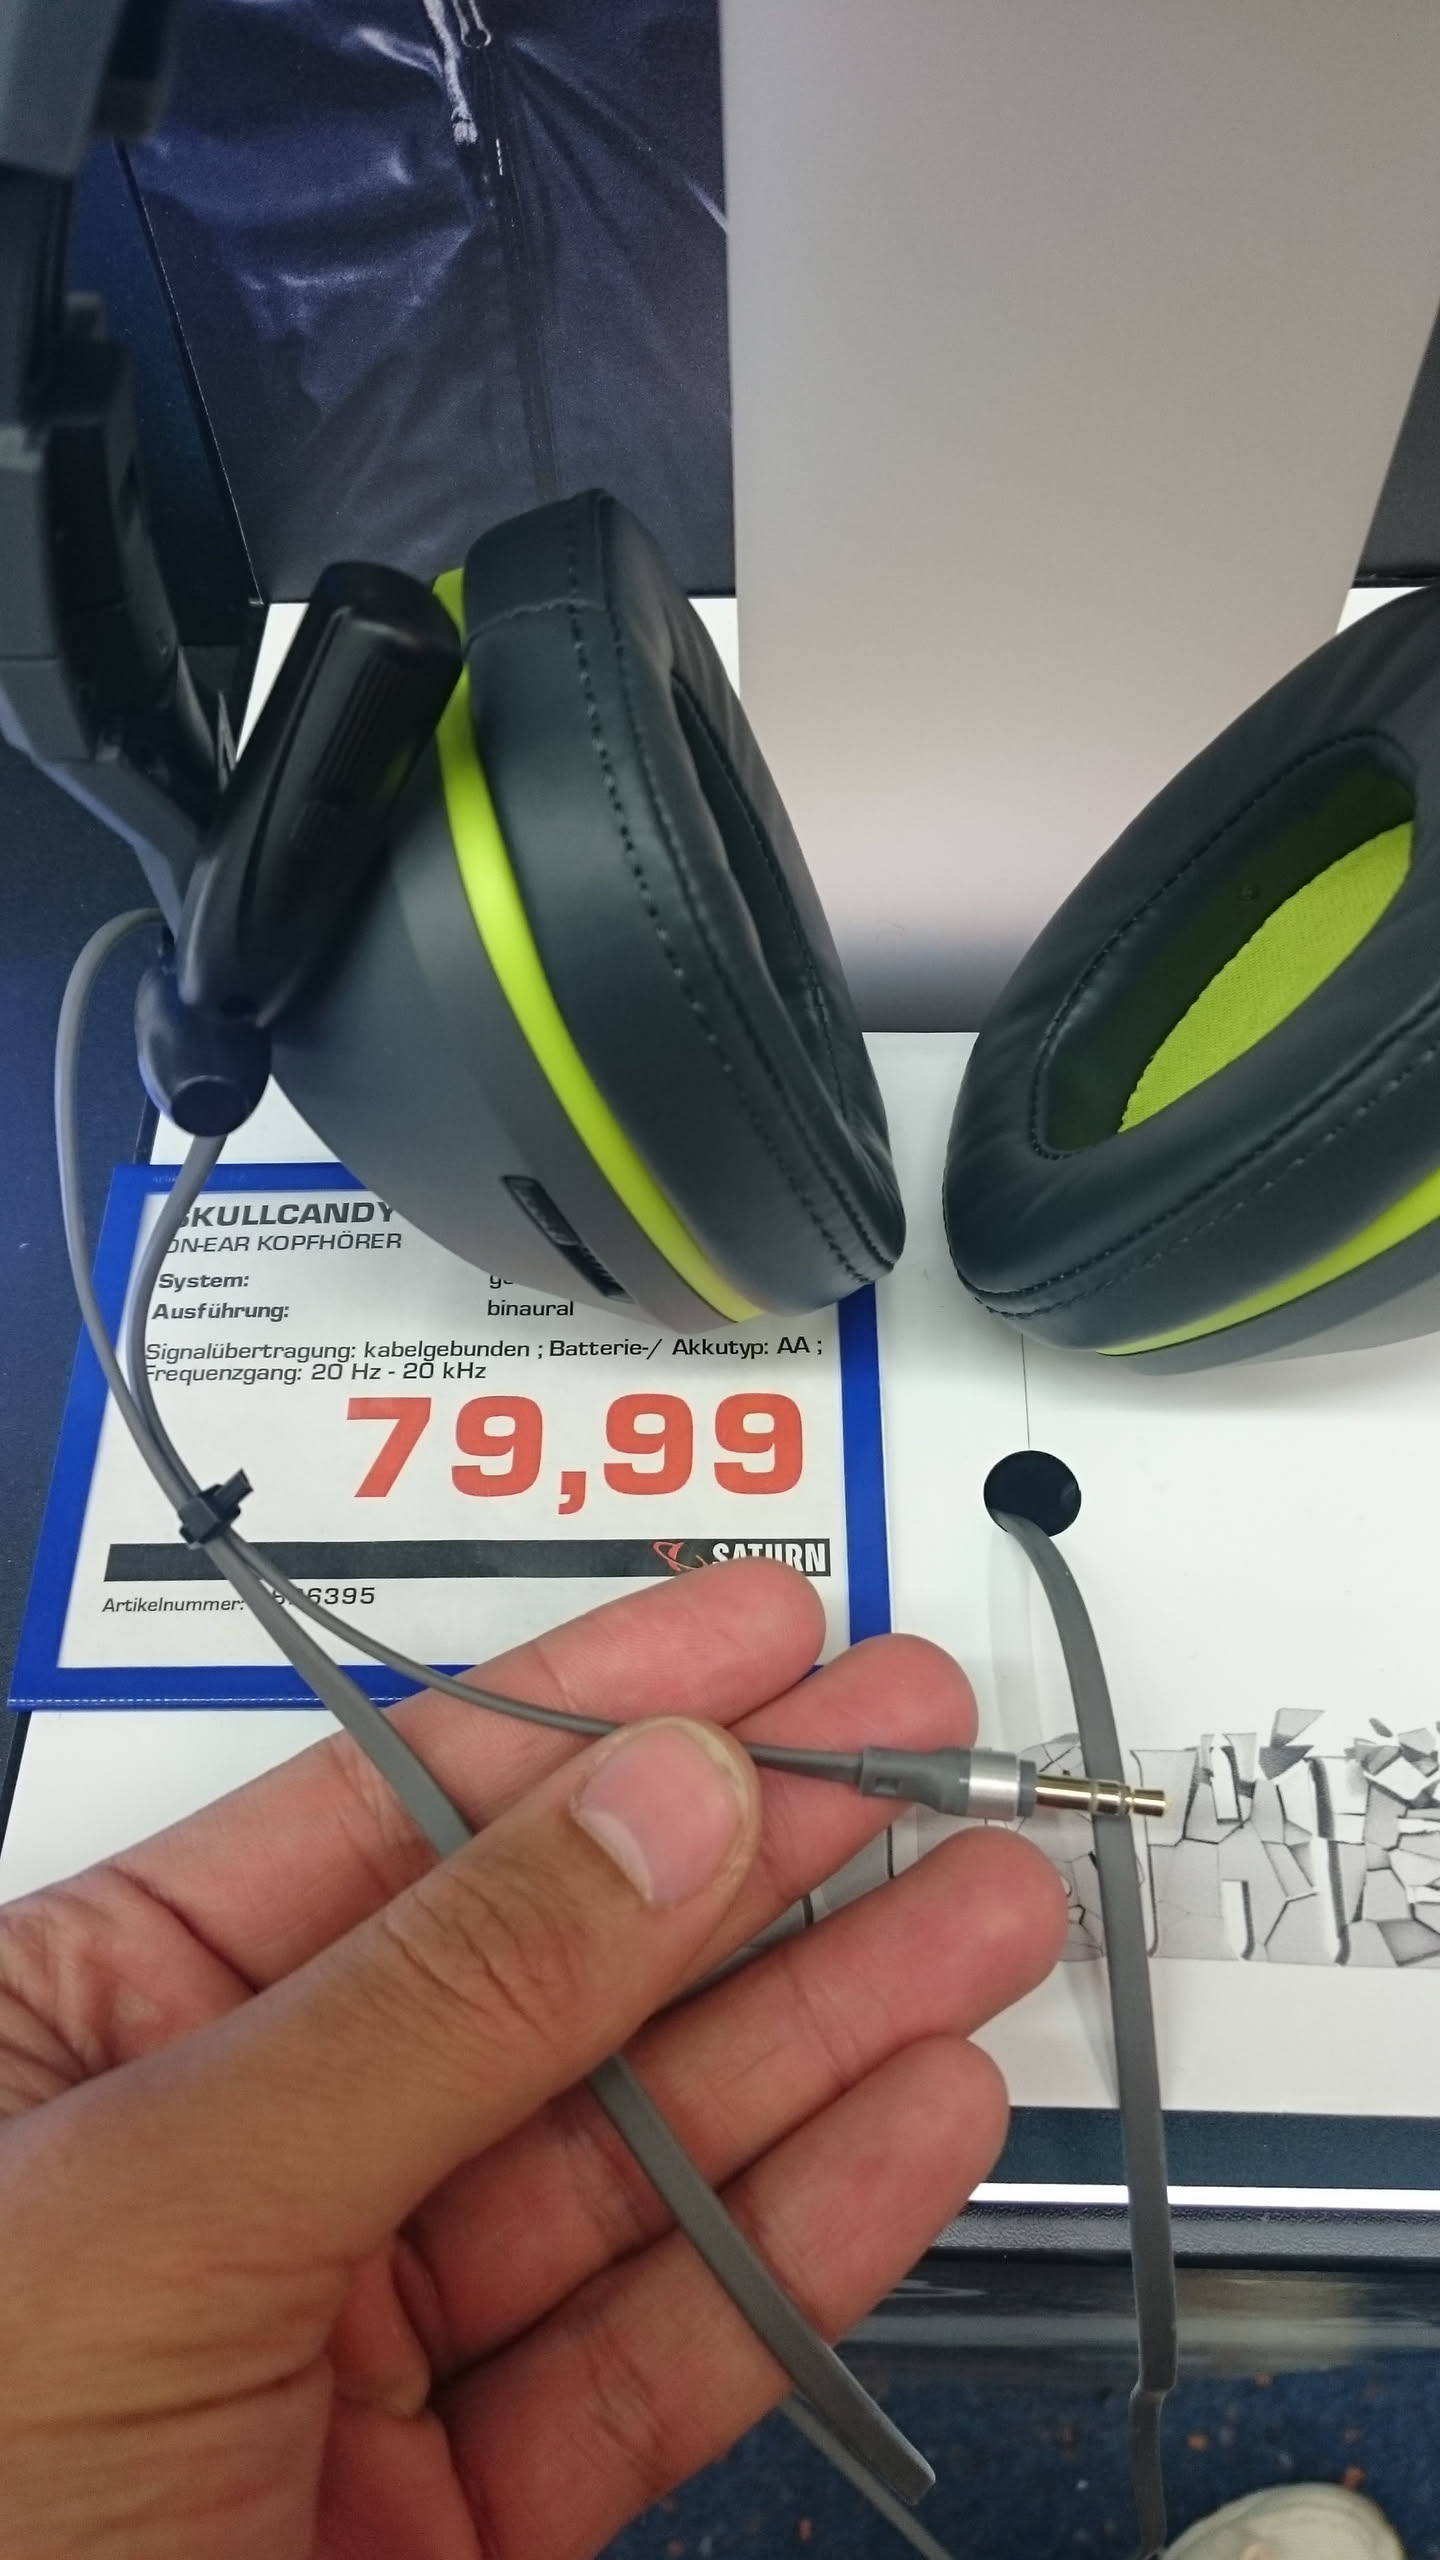 SKULLCANDY
ON-EAR KOPFHÖRER
System:
Ausführung: binaural
Signalübertragung: kabelgebunden ; Batterie-/ Akkutyp: AA ;
Frequenzgang: 20 Hz - 20 kHz
79,99
SATURN
Artikelnummer: